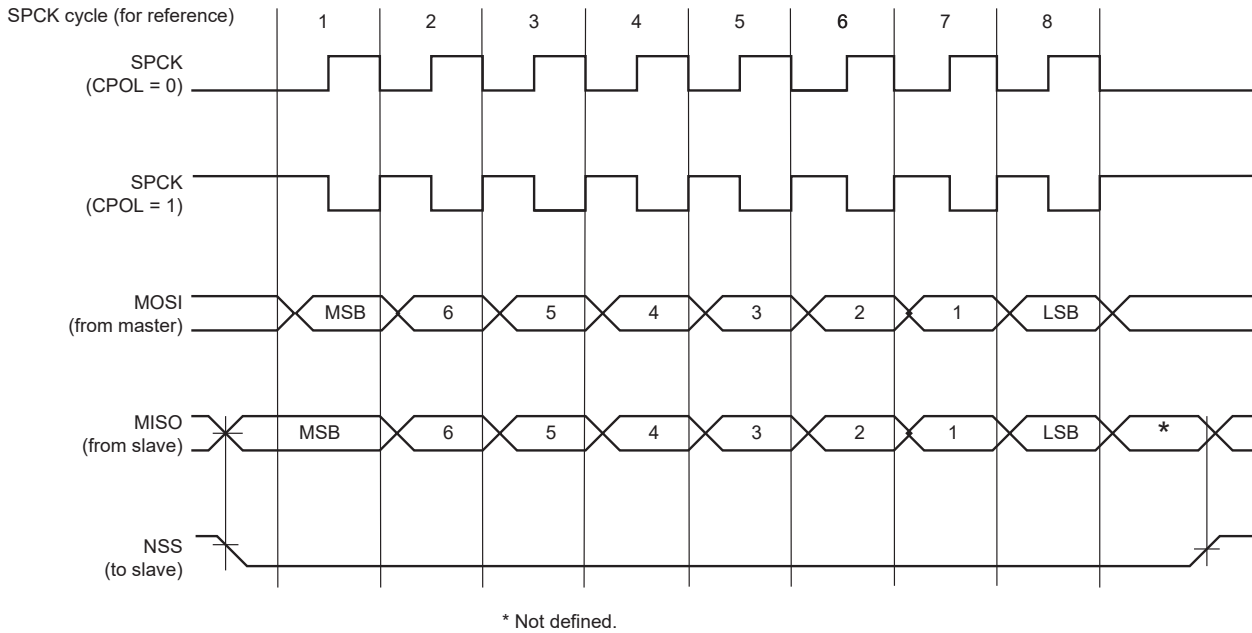 SPCK cycle (for reference)
1 2 3 4 5 6 7 8
SPCK
(CPOL = 0)
SPCK
(CPOL = 1)
MOSI
(from master)
MSB 6 5 4 3 2 1 LSB
MISO
(from slave)
MSB 6 5 4 3 2 1 LSB *
NSS
(to slave)
* Not defined.